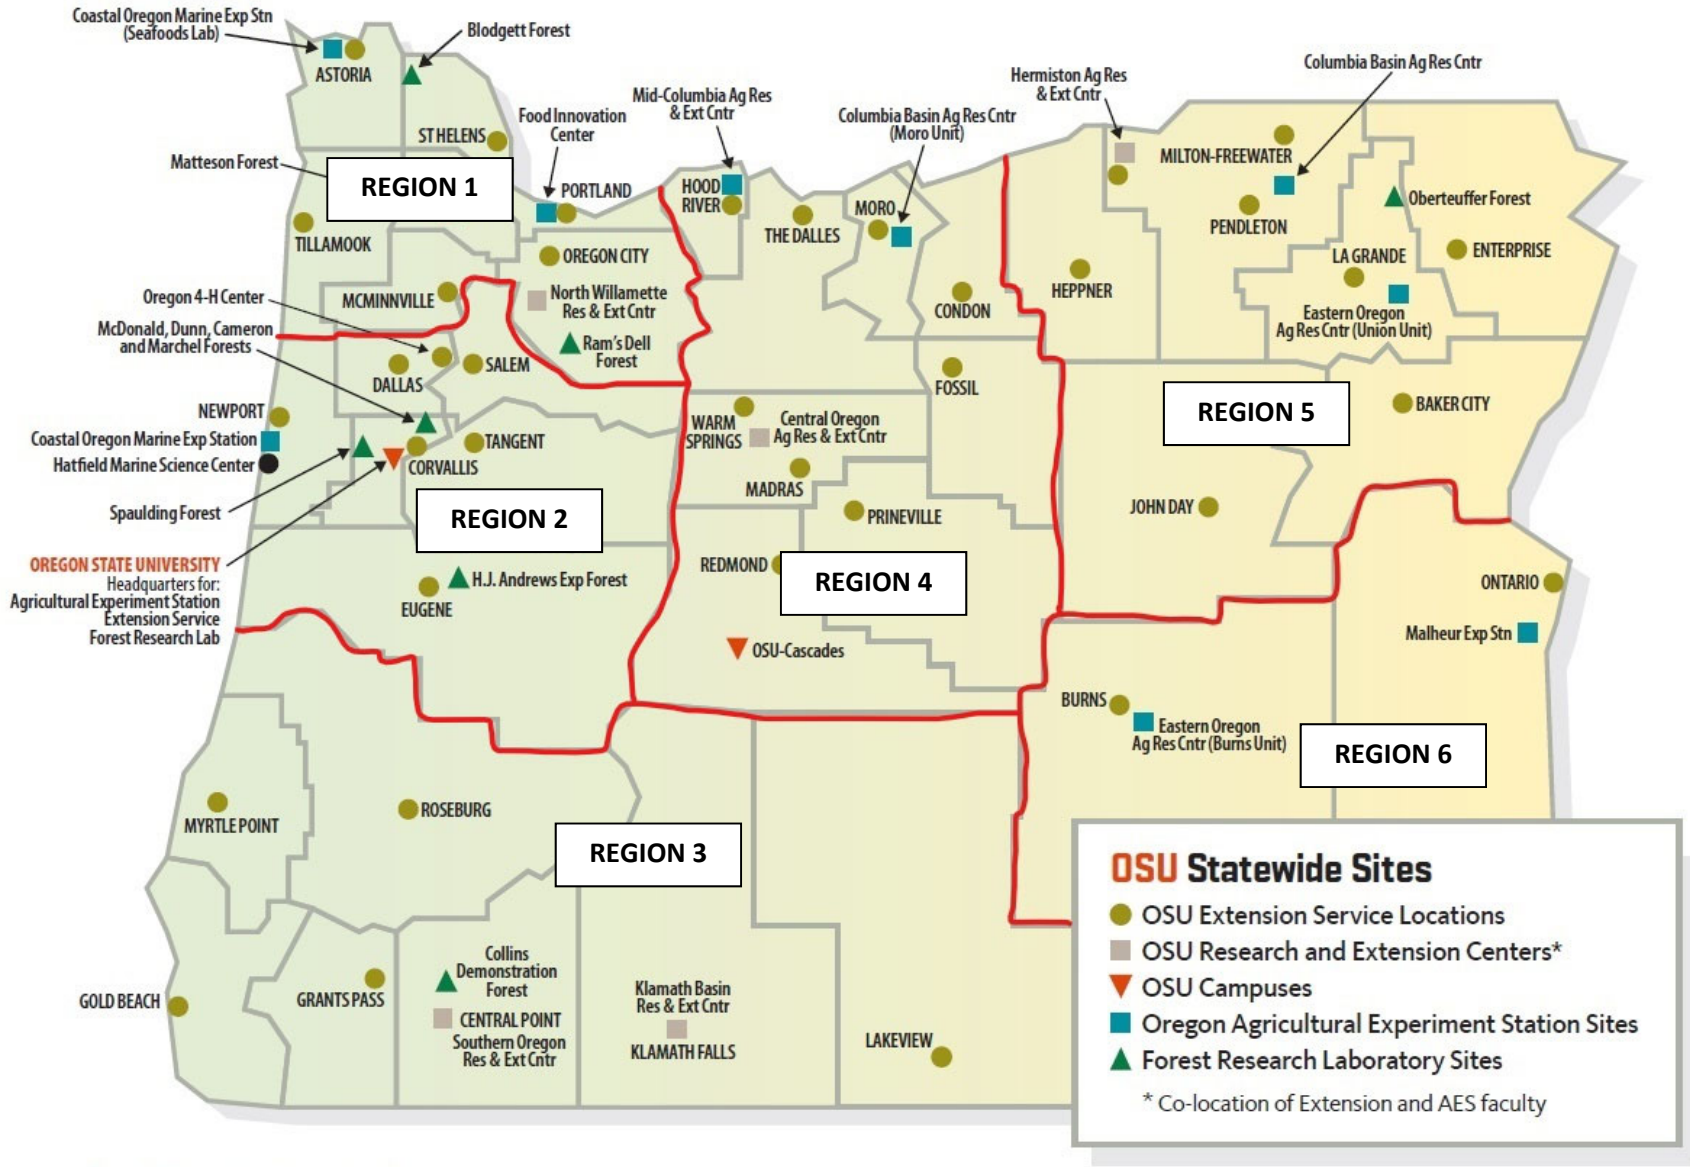 Coastal Oregon Marine Exp Stn
(Seafoods Lab)
Blodgett Forest
ASTORIA
Columbia Basin Ag Res Cntr
Hermiston Ag Res
& Ext Cntr
Mid-Columbia Ag Res
& Ext Cntr
Food Innovation
Center
Columbia Basin Ag Res Cntr
(Moro Unit)
ST HELENS
Matteson Forest
REGION 1
PORTLAND
HOOD
RIVER
MORO
THE DALLES
MILTON-FREEWATER
PENDLETON
Oberteuffer Forest
TILLAMOOK
OREGON CITY
LA GRANDE
ENTERPRISE
HEPPNER
Oregon 4-H Center
MCMINNVILLE
North Willamette
Res & Ext Cntr
CONDON
Eastern Oregon
Ag Res Cntr (Union Unit)
McDonald, Dunn, Cameron
and Marchel Forests
Ram's Dell
Forest
DALLAS
SALEM
FOSSIL
NEWPORT
Coastal Oregon Marine Exp Station
Hatfield Marine Science Center
TANGENT
CORVALLIS
WARM
SPRINGS
Central Oregon
Ag Res & Ext Cntr
REGION 5
BAKER CITY
MADRAS
Spaulding Forest
REGION 2
PRINEVILLE
JOHN DAY
OREGON STATE UNIVERSITY
Headquarters for:
Agricultural Experiment Station
Extension Service
Forest Research Lab
H.J. Andrews Exp Forest
EUGENE
REDMOND
REGION 4
ONTARIO
Malheur Exp Stn
OSU-Cascades
BURNS
Eastern Oregon
Ag Res Cntr (Burns Unit)
REGION 6
MYRTLE POINT
ROSEBURG
REGION 3
GOLD BEACH
GRANTS PASS
Collins
Demonstration
Forest
CENTRAL POINT
Southern Oregon
Res & Ext Cntr
Klamath Basin
Res & Ext Cntr
KLAMATH FALLS
LAKEVIEW
OSU Statewide Sites
OSU Extension Service Locations
OSU Research and Extension Centers*
OSU Campuses
Oregon Agricultural Experiment Station Sites
Forest Research Laboratory Sites
* Co-location of Extension and AES faculty